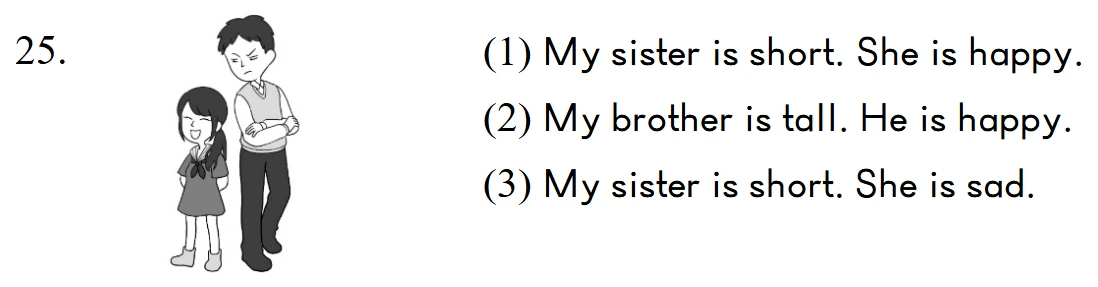 25.
(1) My sister is short. She is happy.
(2) My brother is tall. He is happy.
(3) My sister is short. She is sad.